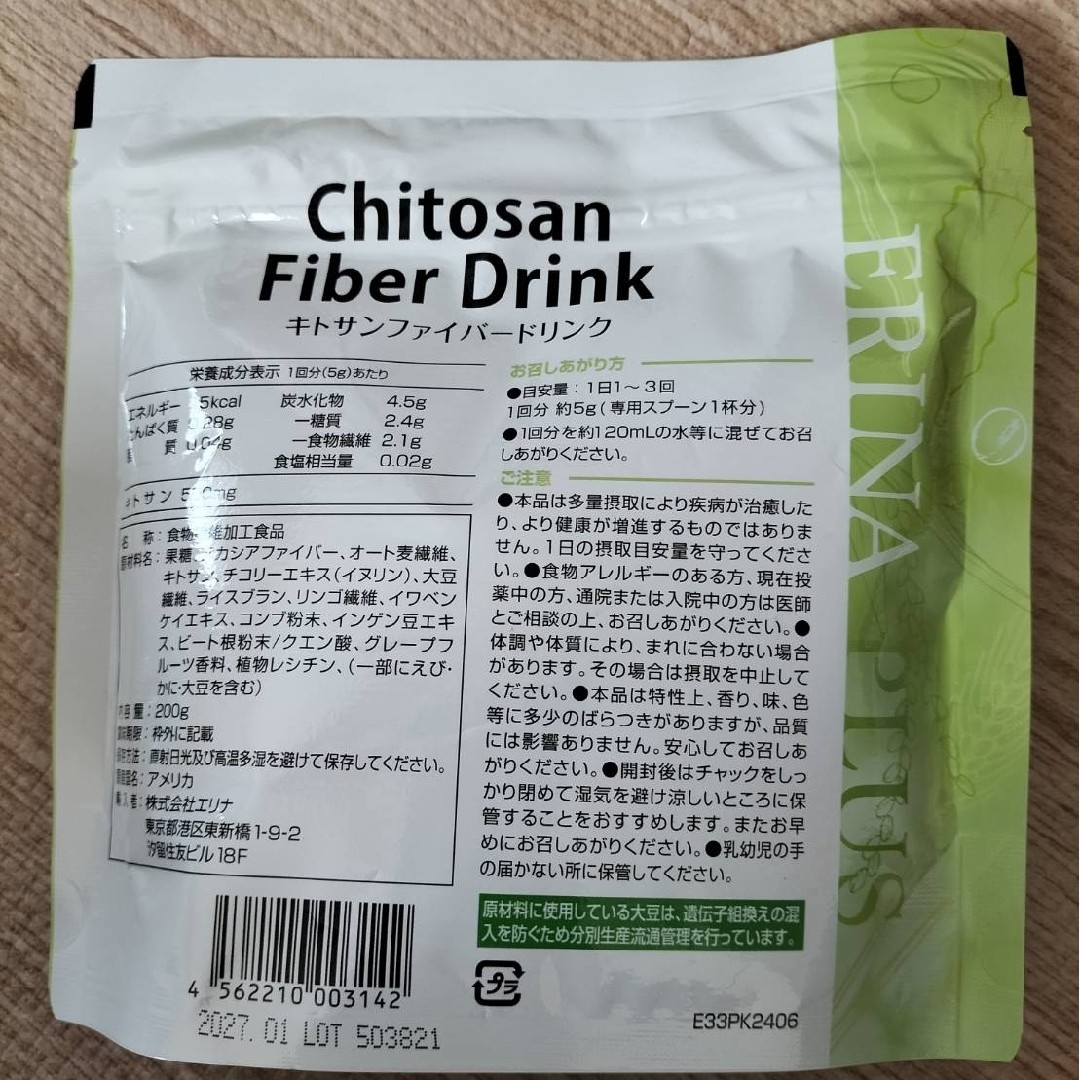 Chitosan
Fiber Drink
キトサンファイバードリンク
栄養成分表示 1回分(5g)あたり
エネルギー 5kcal 炭水化物 4.5g
たんぱく質 .28g －糖質 2.4g
質 0.04g －食物繊維 2.1g
食塩相当量 0.02g
キトサン
名 称：食物繊維加工食品
原材料名：果糖、アカシアファイバー、オート麦繊維、
キトサン、チコリーエキス(イヌリン)、大豆
繊維、ライスブラン、リンゴ繊維、イワベン
ケイエキス、コンブ粉末、インゲン豆エキ
ス、ビート根粉末/クエン酸、グレープフ
ルーツ香料、植物レシチン、(一部にえび・
かに・大豆を含む)
内容量：200g
賞味期限：枠外に記載
保存方法：直射日光及び高温多湿を避けて保存してください。
原産国名：アメリカ
輸入者：株式会社エリナ
東京都港区東新橋1-9-2
汐留住友ビル18F
お召しあがり方
●目安量：1日1～3回
1回分 約5g(専用スプーン1杯分)
●1回分を約120mLの水等に混ぜてお召
しあがりください。
ご注意
●本品は多量摂取により疾病が治癒した
り、より健康が増進するものではありま
せん。1日の摂取目安量を守ってくださ
い。●食物アレルギーのある方、現在投
薬中の方、通院または入院中の方は医師
とご相談の上、お召しあがりください。●
体調や体質により、まれに合わない場合
があります。その場合は摂取を中止して
ください。●本品は特性上、香り、味、色
等に多少のばらつきがありますが、品質
には影響ありません。安心してお召しあ
がりください。●開封後はチャックをしっ
かり閉めて湿気を避け涼しいところに保
管することをおすすめします。またお早
めにお召しあがりください。●乳幼児の手
の届かない所に保管してください。
原材料に使用している大豆は、遺伝子組換えの混
入を防ぐため分別生産流通管理を行っています。
プラ
E33PK2406
4 562210 003142
2027.01 LOT 503821
ERINA PLUS